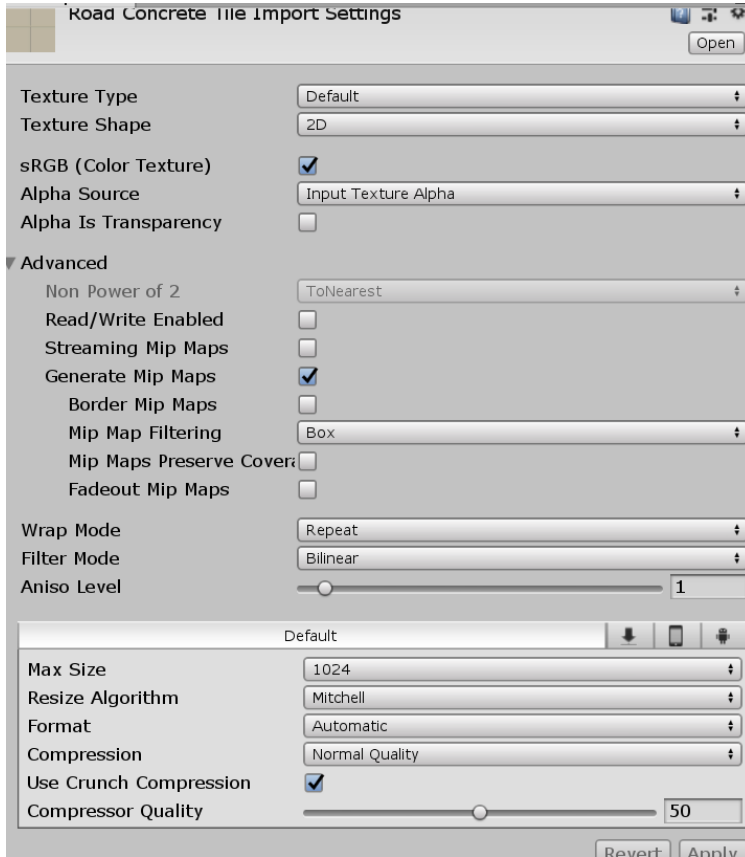 Road Concrete Tile Import Settings
Open
Texture Type Default
Texture Shape 2D
sRGB (Color Texture)
Alpha Source Input Texture Alpha
Alpha Is Transparency
Advanced
Non Power of 2 ToNearest
Read/Write Enabled
Streaming Mip Maps
Generate Mip Maps
Border Mip Maps
Mip Map Filtering Box
Mip Maps Preserve Covera
Fadeout Mip Maps
Wrap Mode Repeat
Filter Mode Bilinear
Aniso Level 1
Default
Max Size 1024
Resize Algorithm Mitchell
Format Automatic
Compression Normal Quality
Use Crunch Compression
Compressor Quality 50
Revert Apply